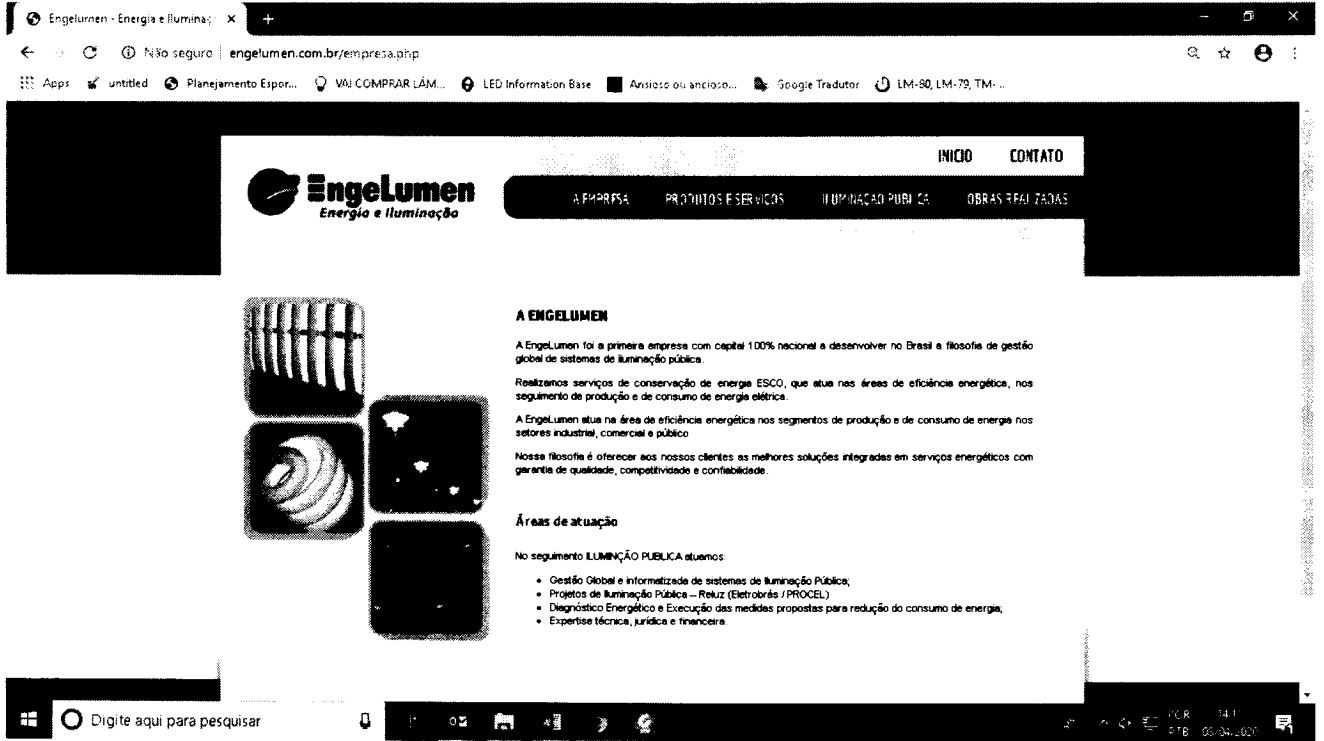 Engelumen - Energia e Iluminaç
engelumen.com.br/empresa.php
Não seguro
Apps untitled Planejamento Espor... VAI COMPRAR LÂM... LED Information Base Ansioso ou ancioso... Google Tradutor LM-80, LM-79, TM-...
INICIO CONTATO
EngeLumen
Energia e Iluminação
A EMPRESA PRODUTOS E SERVIÇOS ILUMINAÇÃO PUBLICA OBRAS REALIZADAS
A ENGELUMEN
A EngeLumen foi a primeira empresa com capital 100% nacional a desenvolver no Brasil a filosofia de gestão
global de sistemas de iluminação pública.
Realizamos serviços de conservação de energia ESCO, que atua nas áreas de eficiência energética, nos
seguimento de produção e de consumo de energia elétrica.
A EngeLumen atua na área de eficiência energética nos segmentos de produção e de consumo de energia nos
setores industrial, comercial e público
Nossa filosofia é oferecer aos nossos clientes as melhores soluções integradas em serviços energéticos com
garantia de qualidade, competitividade e confiabilidade.
Áreas de atuação
No seguimento ILUMINÇÃO PUBLICA atuamos:
• Gestão Global e informatizada de sistemas de Iluminação Pública;
• Projetos de Iluminação Pública – Reluz (Eletrobrás / PROCEL)
• Diagnóstico Energético e Execução das medidas propostas para redução do consumo de energia;
• Expertise técnica, jurídica e financeira.
Digite aqui para pesquisar
POR
PTB
14:11